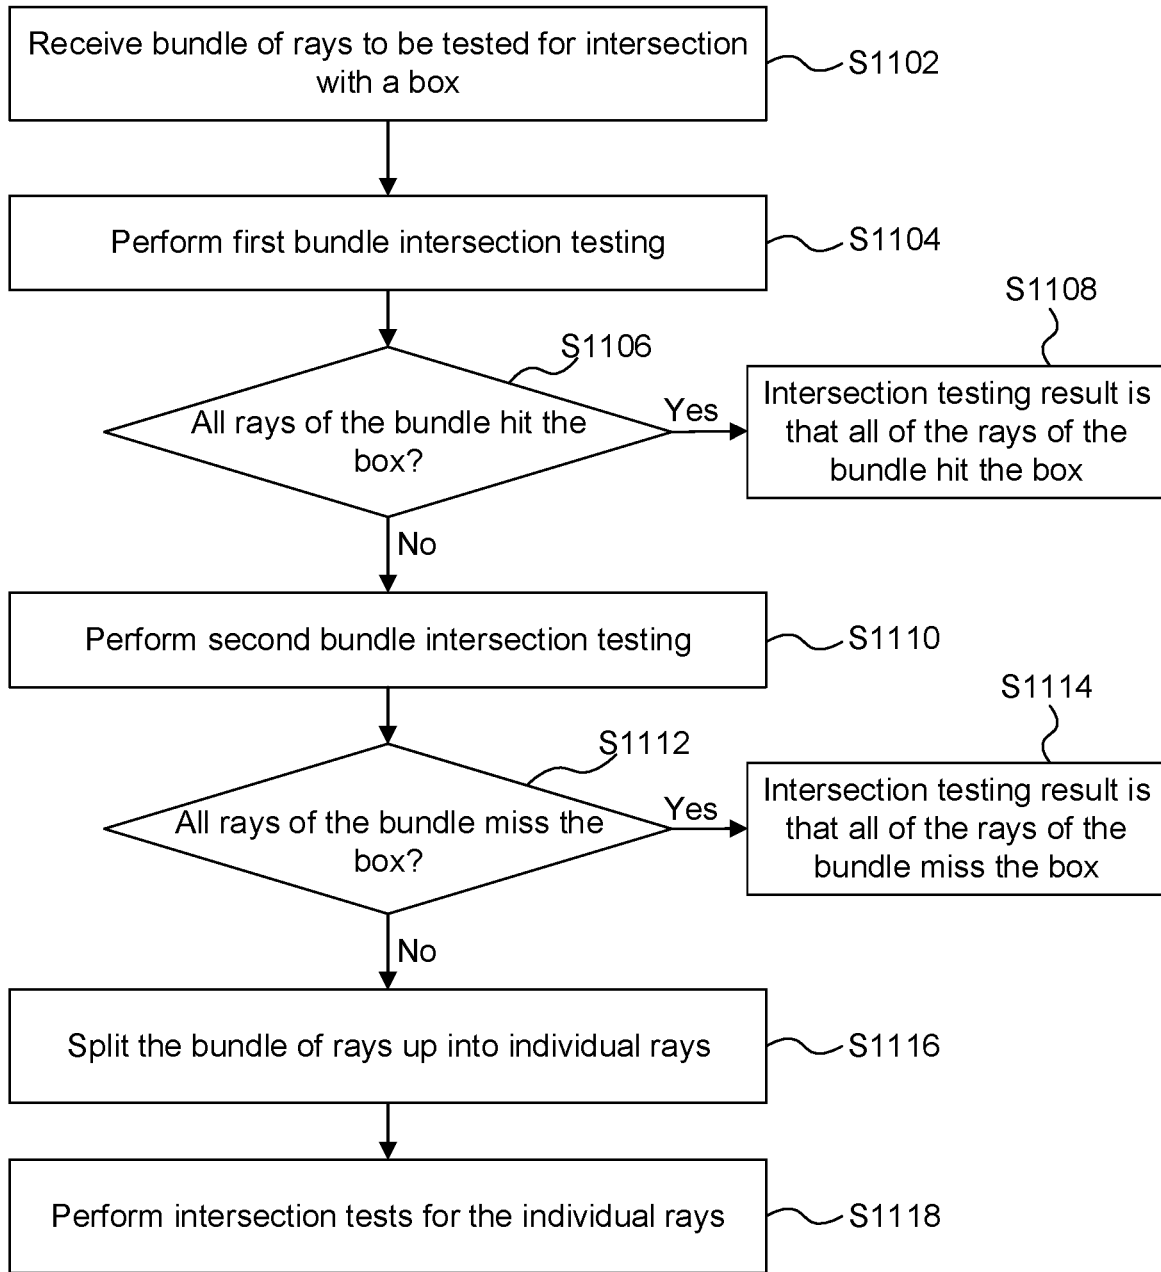 Receive bundle of rays to be tested for intersection
with a box
S1102
Perform first bundle intersection testing
S1104
S1108
S1106
All rays of the bundle hit the
box?
Yes
Intersection testing result is
that all of the rays of the
bundle hit the box
No
Perform second bundle intersection testing
S1110
S1114
S1112
All rays of the bundle miss the
box?
Yes
Intersection testing result is
that all of the rays of the
bundle miss the box
No
Split the bundle of rays up into individual rays
S1116
Perform intersection tests for the individual rays
S1118